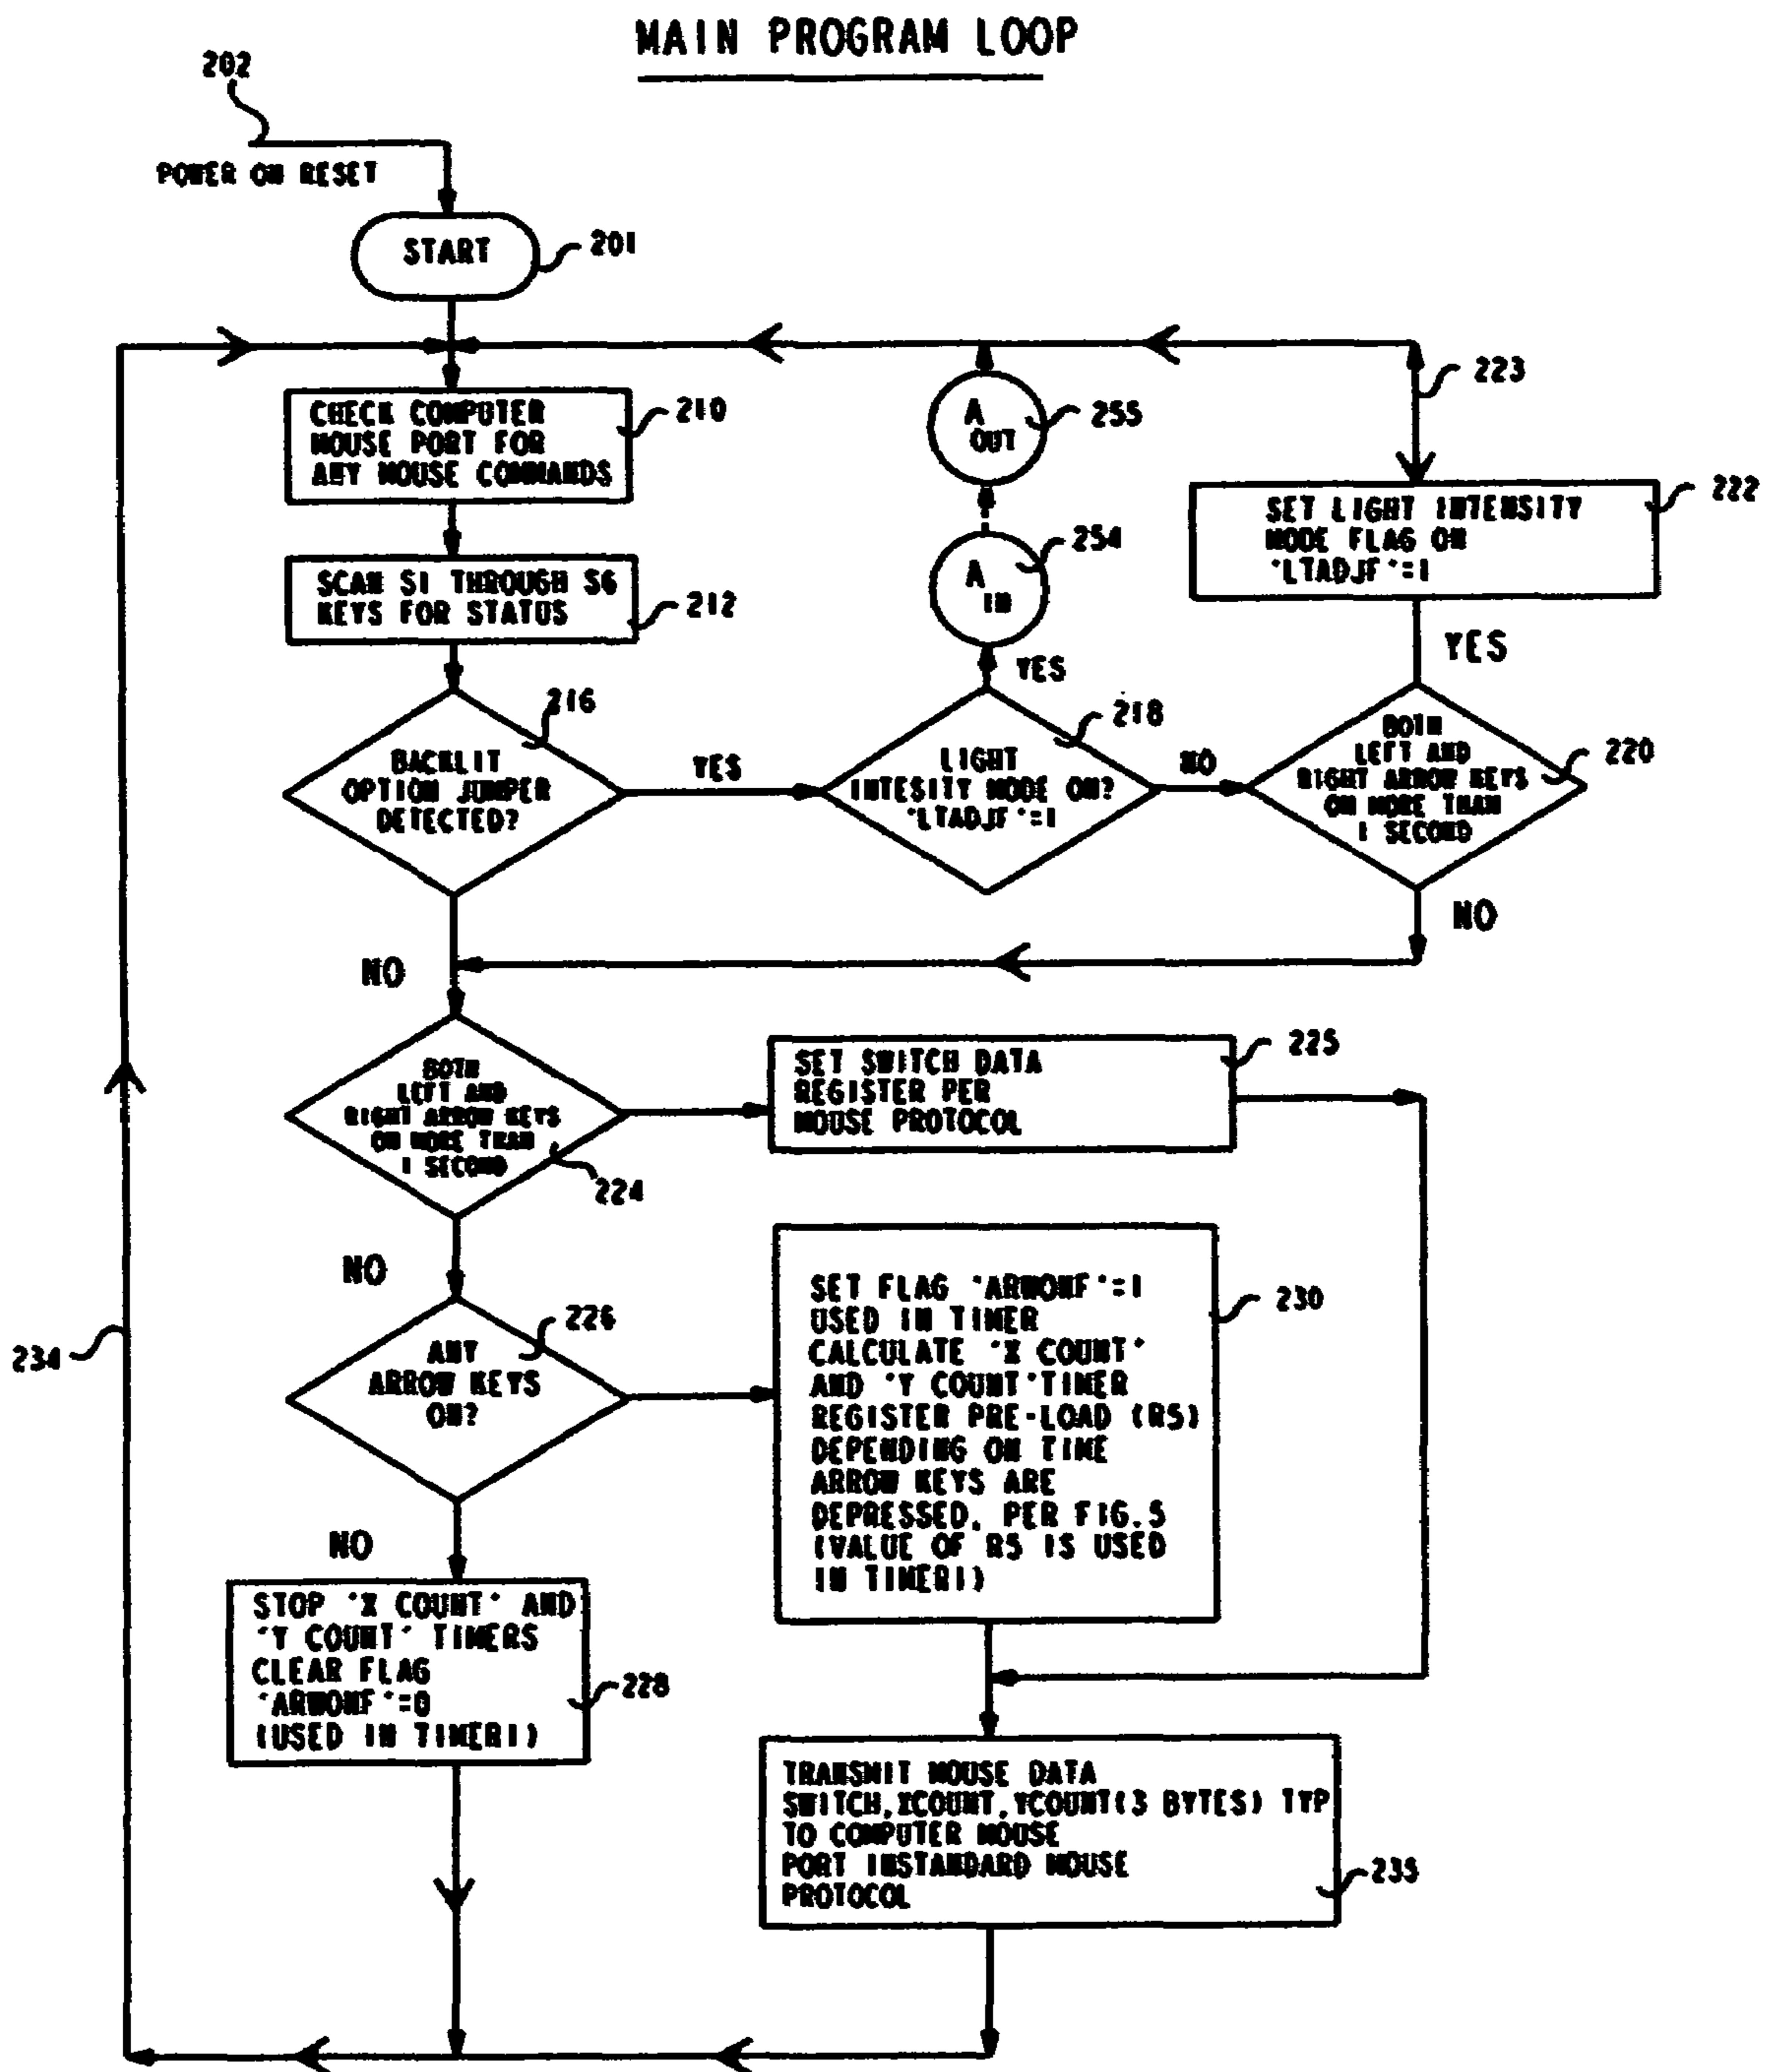 MAIN PROGRAM LOOP
202
POWER ON RESET
START
201
223
CHECK COMPUTER
MOUSE PORT FOR
ANY MOUSE COMMANDS
210
A
OUT
255
SET LIGHT INTENSITY
MODE FLAG ON
'LTADJF'=1
222
SCAN S1 THROUGH S6
KEYS FOR STATUS
212
A
IN
254
YES
YES
BACKLIT
OPTION JUMPER
DETECTED?
216
YES
LIGHT
INTESITY MODE ON?
'LTADJF'=1
218
NO
BOTH
LEFT AND
RIGHT ARROW KEYS
ON MORE THAN
1 SECOND
220
NO
NO
BOTH
LEFT AND
RIGHT ARROW KEYS
ON MORE THAN
1 SECOND
224
SET SWITCH DATA
REGISTER PER
MOUSE PROTOCOL
225
NO
234
ANY
ARROW KEYS
ON?
226
SET FLAG 'ARWONF'=1
USED IN TIMER
CALCULATE 'X COUNT'
AND 'Y COUNT'TIMER
REGISTER PRE-LOAD (R5)
DEPENDING ON TIME
ARROW KEYS ARE
DEPRESSED. PER FIG.5
(VALUE OF R5 IS USED
IN TIMER1)
230
NO
STOP 'X COUNT' AND
'Y COUNT' TIMERS
CLEAR FLAG
'ARWONF'=0
(USED IN TIMER1)
228
TRANSMIT MOUSE DATA
SWITCH,XCOUNT,YCOUNT(3 BYTES) TYP
TO COMPUTER MOUSE
PORT INSTANDARD MOUSE
PROTOCOL
235